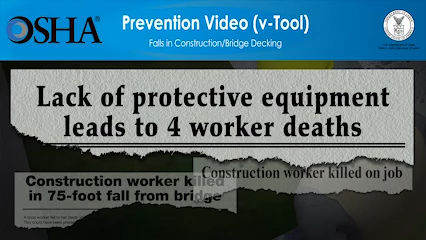 OSHA®
Prevention Video (v-Tool)
Falls in Construction/Bridge Decking
Lack of protective equipment
leads to 4 worker deaths
Construction worker killed on job
Construction worker killed
in 75-foot fall from bridge